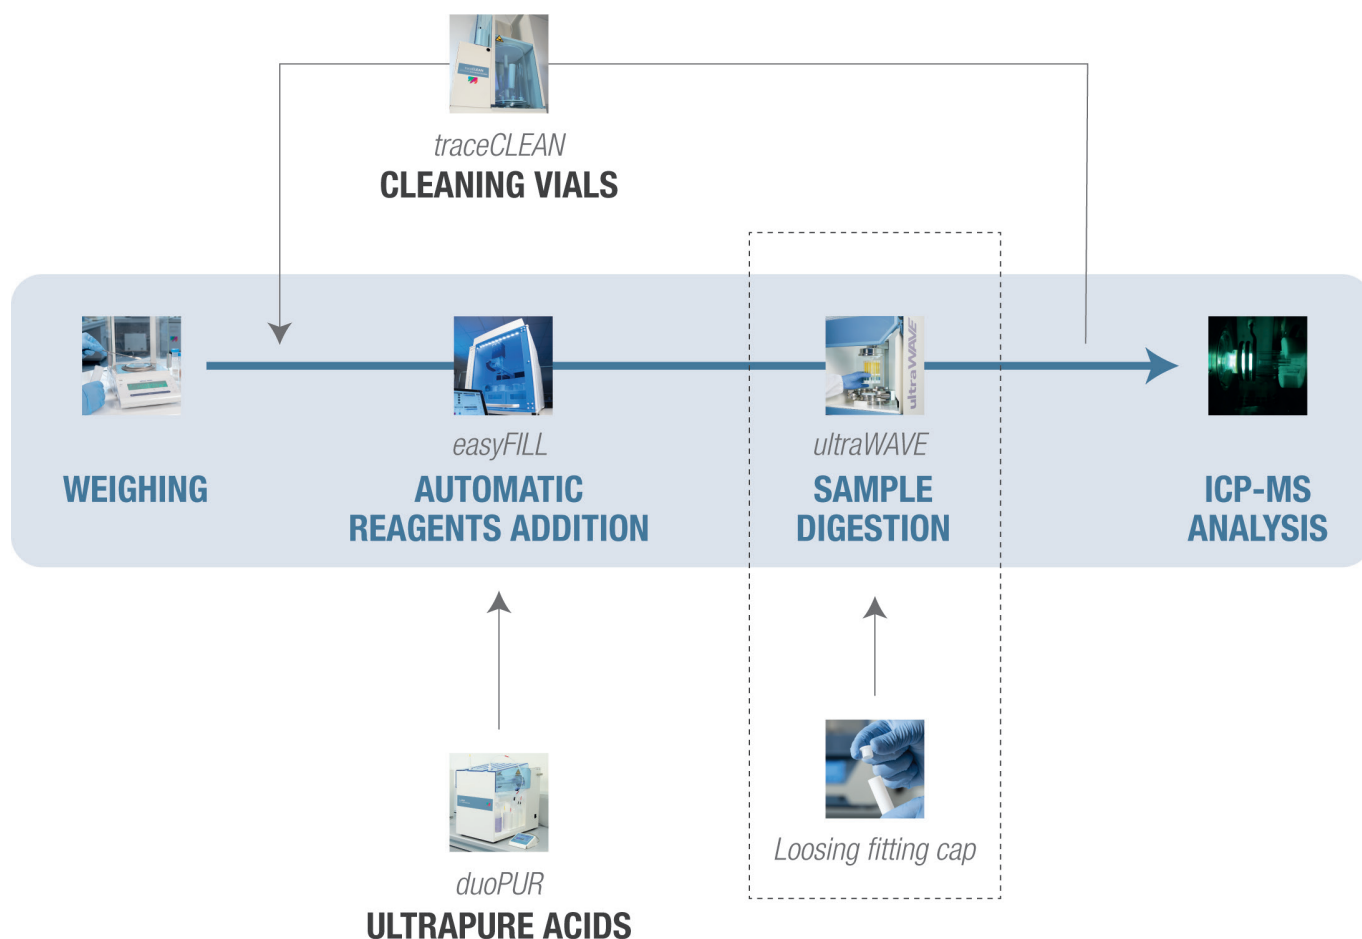 traceCLEAN
CLEANING VIALS
ultraWAVE
easyFILL
ultraWAVE
WEIGHING
AUTOMATIC
REAGENTS ADDITION
SAMPLE
DIGESTION
ICP-MS
ANALYSIS
Loosing fitting cap
duoPUR
ULTRAPURE ACIDS